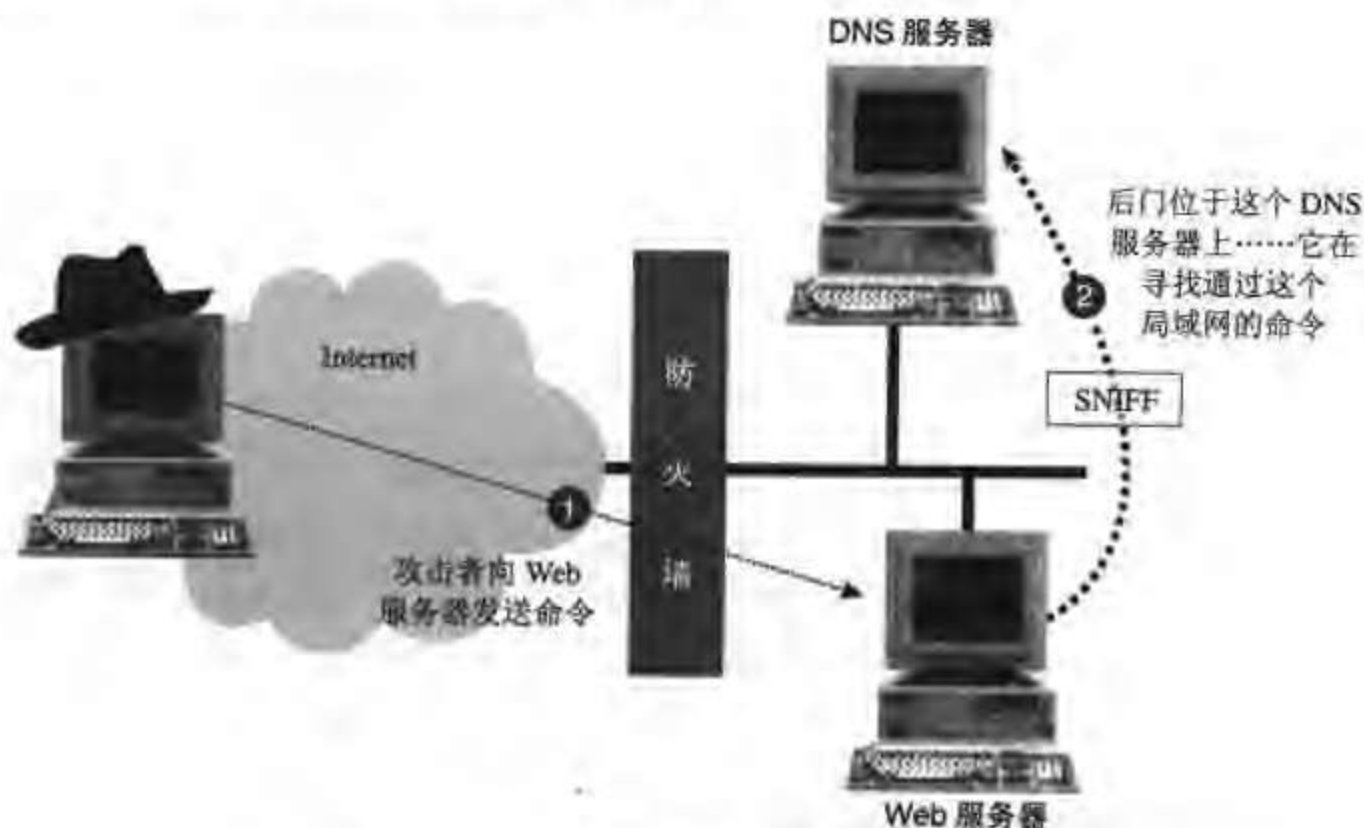 DNS 服务器
后门位于这个 DNS
服务器上……它在
寻找通过这个
局域网的命令
Internet
防
火
墙
2
SNIFF
1
攻击者向 Web
服务器发送命令
Web 服务器